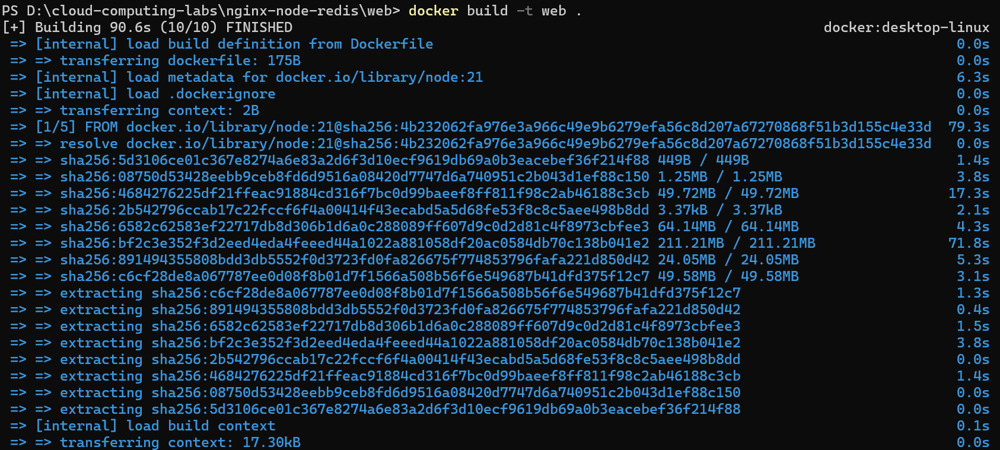 PS D:\cloud-computing-labs\nginx-node-redis\web> docker build -t web .
[+] Building 90.6s (10/10) FINISHED docker:desktop-linux
=> [internal] load build definition from Dockerfile 0.0s
=> => transferring dockerfile: 175B 0.0s
=> [internal] load metadata for docker.io/library/node:21 6.3s
=> [internal] load .dockerignore 0.0s
=> => transferring context: 2B 0.0s
=> [1/5] FROM docker.io/library/node:21@sha256:4b232062fa976e3a966c49e9b6279efa56c8d207a67270868f51b3d155c4e33d 79.3s
=> => resolve docker.io/library/node:21@sha256:4b232062fa976e3a966c49e9b6279efa56c8d207a67270868f51b3d155c4e33d 0.0s
=> => sha256:5d3106ce01c367e8274a6e83a2d6f3d10ecf9619db69a0b3eacebef36f214f88 449B / 449B 1.4s
=> => sha256:08750d53428eebb9ceb8fd6d9516a08420d7747d6a740951c2b043d1ef88c150 1.25MB / 1.25MB 3.8s
=> => sha256:4684276225df21ffeac91884cd316f7bc0d99baeef8ff811f98c2ab46188c3cb 49.72MB / 49.72MB 17.3s
=> => sha256:2b542796ccab17c22fccf6f4a00414f43ecabd5a5d68fe53f8c8c5aee498b8dd 3.37kB / 3.37kB 2.1s
=> => sha256:6582c62583ef22717db8d306b1d6a0c288089ff607d9c0d2d81c4f8973cbfee3 64.14MB / 64.14MB 4.3s
=> => sha256:bf2c3e352f3d2eed4eda4feeed44a1022a881058df20ac0584db70c138b041e2 211.21MB / 211.21MB 71.8s
=> => sha256:891494355808bdd3db5552f0d3723fd0fa826675f774853796fafa221d850d42 24.05MB / 24.05MB 5.3s
=> => sha256:c6cf28de8a067787ee0d08f8b01d7f1566a508b56f6e549687b41dfd375f12c7 49.58MB / 49.58MB 3.1s
=> => extracting sha256:c6cf28de8a067787ee0d08f8b01d7f1566a508b56f6e549687b41dfd375f12c7 1.3s
=> => extracting sha256:891494355808bdd3db5552f0d3723fd0fa826675f774853796fafa221d850d42 0.4s
=> => extracting sha256:6582c62583ef22717db8d306b1d6a0c288089ff607d9c0d2d81c4f8973cbfee3 1.5s
=> => extracting sha256:bf2c3e352f3d2eed4eda4feeed44a1022a881058df20ac0584db70c138b041e2 3.8s
=> => extracting sha256:2b542796ccab17c22fccf6f4a00414f43ecabd5a5d68fe53f8c8c5aee498b8dd 0.0s
=> => extracting sha256:4684276225df21ffeac91884cd316f7bc0d99baeef8ff811f98c2ab46188c3cb 1.4s
=> => extracting sha256:08750d53428eebb9ceb8fd6d9516a08420d7747d6a740951c2b043d1ef88c150 0.0s
=> => extracting sha256:5d3106ce01c367e8274a6e83a2d6f3d10ecf9619db69a0b3eacebef36f214f88 0.0s
=> [internal] load build context 0.1s
=> => transferring context: 17.30kB 0.0s